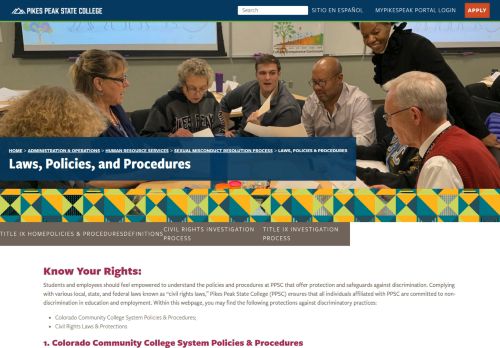 PIKES PEAK STATE COLLEGE
Search
SITIO EN ESPAÑOL
MYPIKESPEAK PORTAL LOGIN
APPLY
HOME > ADMINISTRATION & OPERATIONS > HUMAN RESOURCE SERVICES > SEXUAL MISCONDUCT RESOLUTION PROCESS > LAWS, POLICIES & PROCEDURES
Laws, Policies, and Procedures
TITLE IX HOME
POLICIES & PROCEDURES
DEFINITIONS
CIVIL RIGHTS INVESTIGATION
PROCESS
TITLE IX INVESTIGATION
PROCESS
Know Your Rights:
Students and employees should feel empowered to understand the policies and procedures at PPSC that offer protection and safeguards against discrimination. Complying
with various local, state, and federal laws known as "civil rights laws," Pikes Peak State College (PPSC) ensures that all individuals affiliated with PPSC are committed to non-
discrimination in education and employment. Within this webpage, you may find the following protections against discriminatory practices:
• Colorado Community College System Policies & Procedures;
• Civil Rights Laws & Protections
1. Colorado Community College System Policies & Procedures